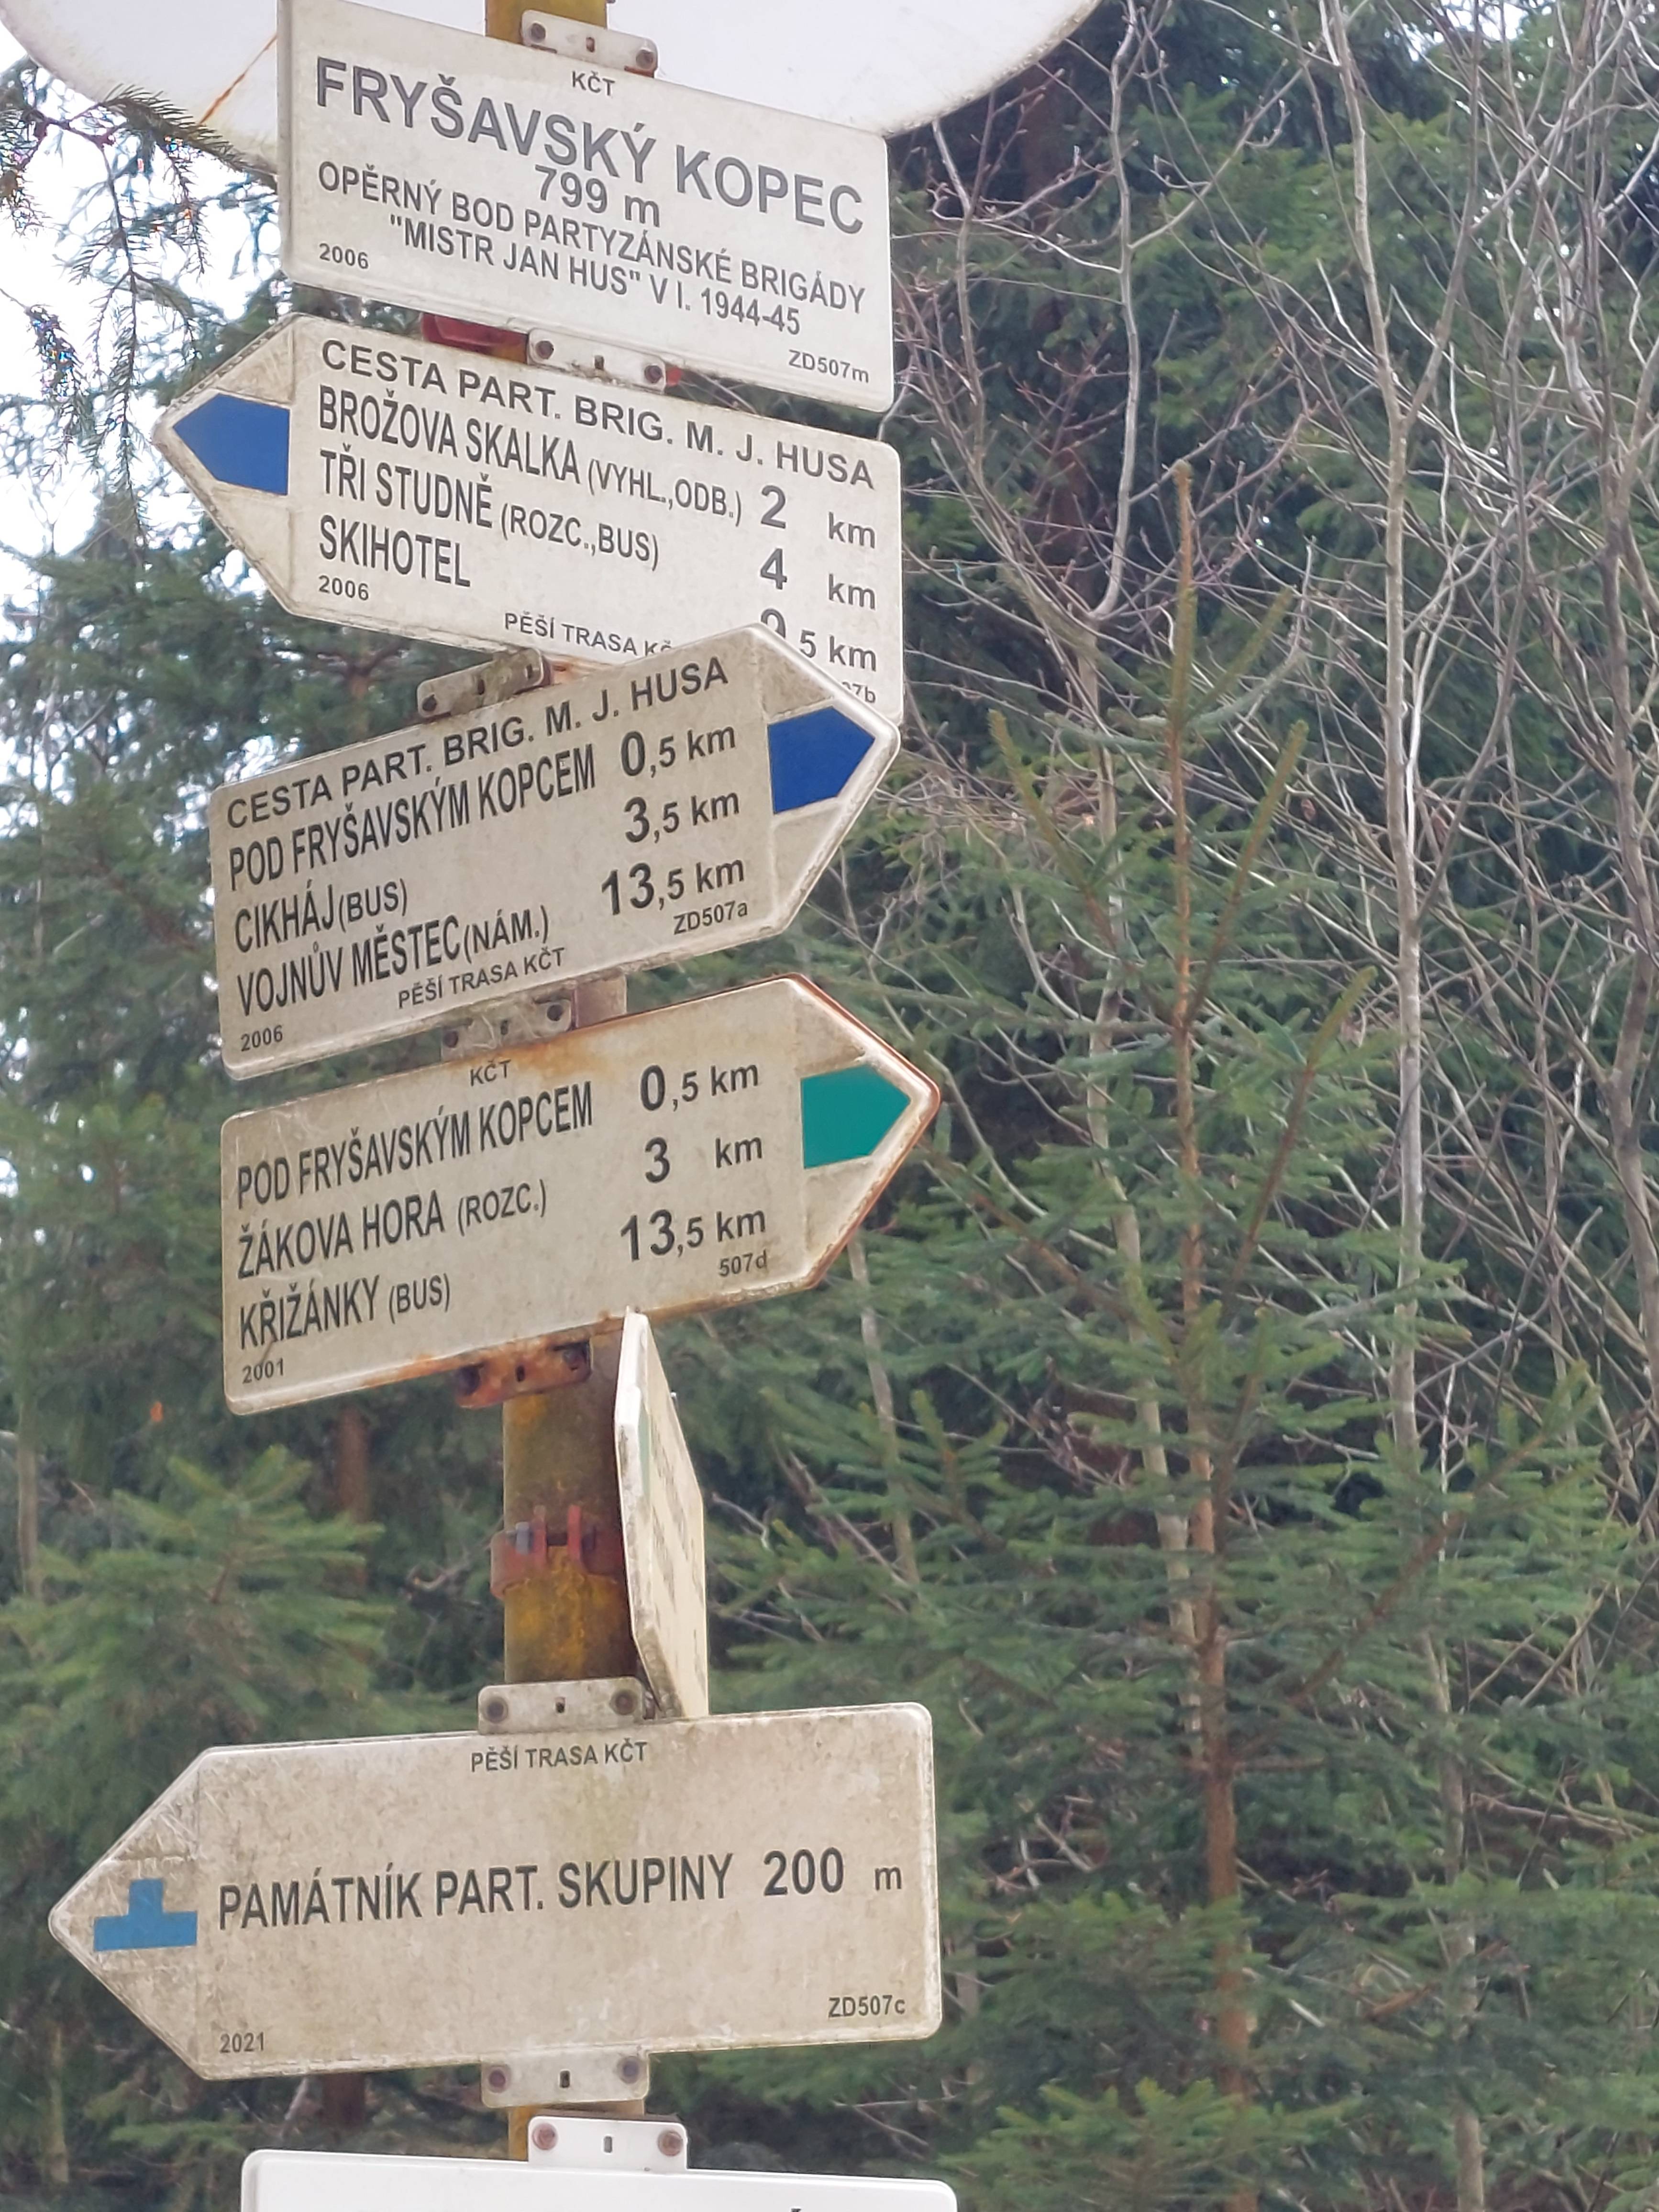 KČT
FRYŠAVSKÝ KOPEC
799 m
OPĚRNÝ BOD PARTYZÁNSKÉ BRIGÁDY
"MISTR JAN HUS" V l. 1944-45
2006 ZD507m
CESTA PART. BRIG. M. J. HUSA
BROŽOVA SKALKA (VYHL.,ODB.) 2 km
TŘI STUDNĚ (ROZC.,BUS) 4 km
SKIHOTEL 5 km
2006 PĚŠÍ TRASA
CESTA PART. BRIG. M. J. HUSA
POD FRYŠAVSKÝM KOPCEM 0,5 km
CIKHÁJ(BUS) 3,5 km
VOJNŮV MĚSTEC(NÁM.) 13,5 km
2006 PĚŠÍ TRASA KČT ZD507a
KČT
POD FRYŠAVSKÝM KOPCEM 0,5 km
ŽÁKOVA HORA (ROZC.) 3 km
KŘIŽÁNKY (BUS) 13,5 km
2001 507d
PĚŠÍ TRASA KČT
PAMÁTNÍK PART. SKUPINY 200 m
2021 ZD507c